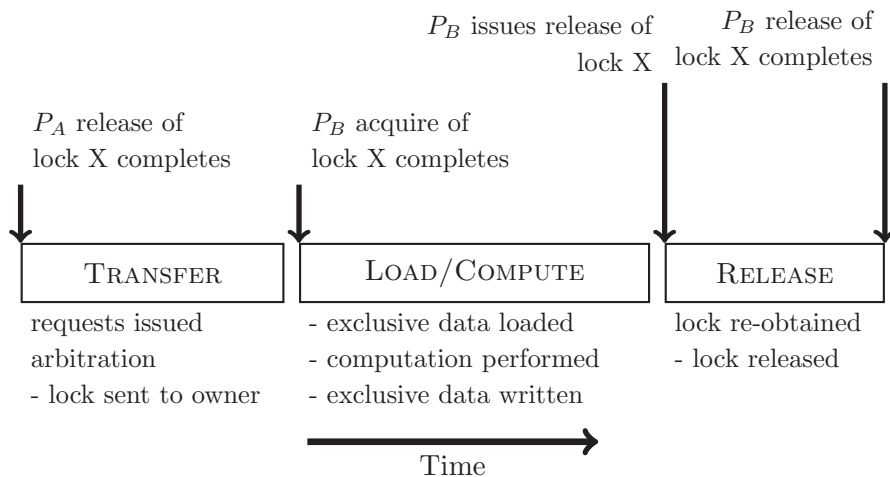 P_B issues release of
lock X
P_B release of
lock X completes
P_A release of
lock X completes
P_B acquire of
lock X completes
TRANSFER
LOAD/COMPUTE
RELEASE
requests issued
arbitration
- lock sent to owner
- exclusive data loaded
- computation performed
- exclusive data written
lock re-obtained
- lock released
Time